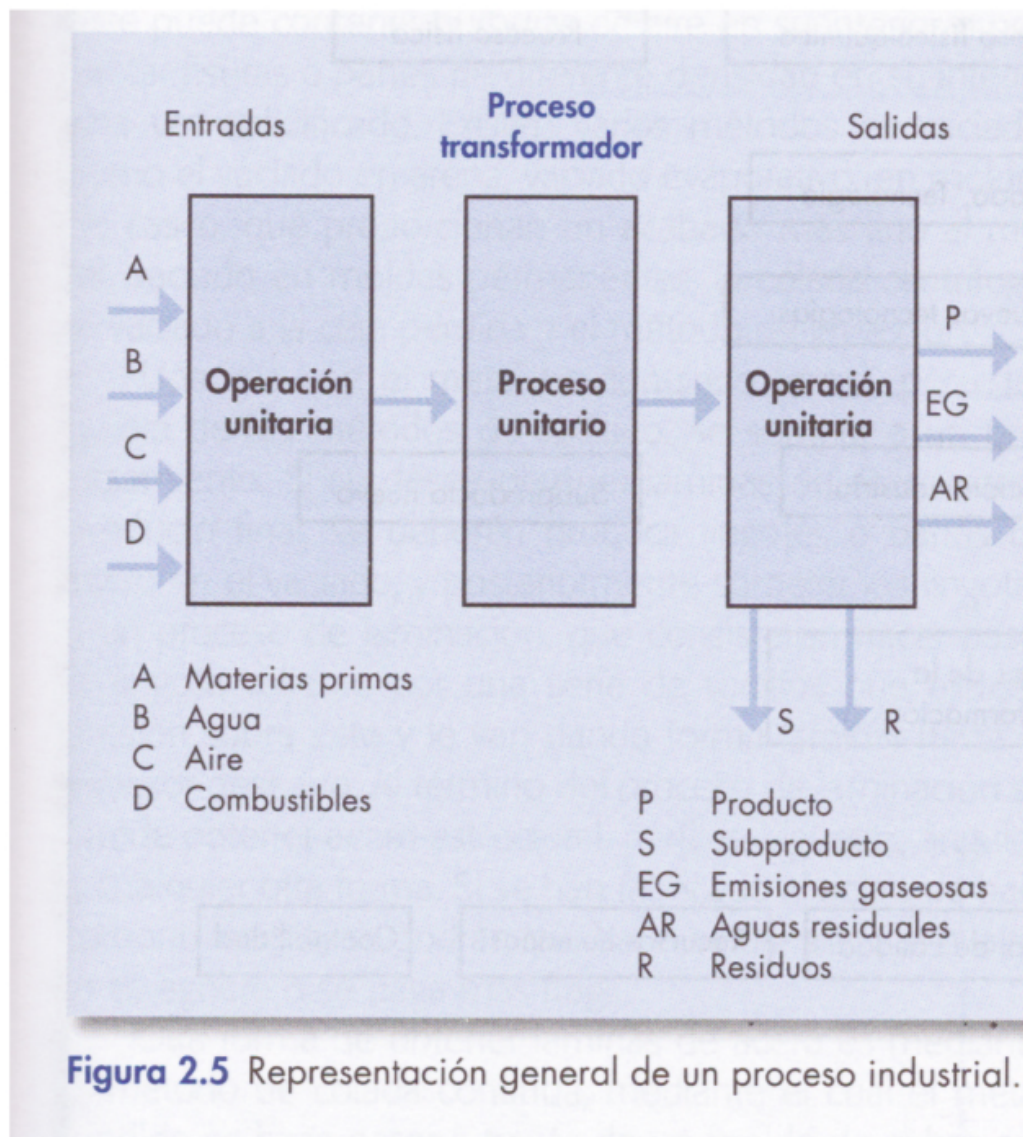 Entradas
Proceso
transformador
Salidas
A
B
C
D
Operación
unitaria
Proceso
unitario
Operación
unitaria
P
EG
AR
S R
A Materias primas
B Agua
C Aire
D Combustibles
P Producto
S Subproducto
EG Emisiones gaseosas
AR Aguas residuales
R Residuos
Figura 2.5 Representación general de un proceso industrial.